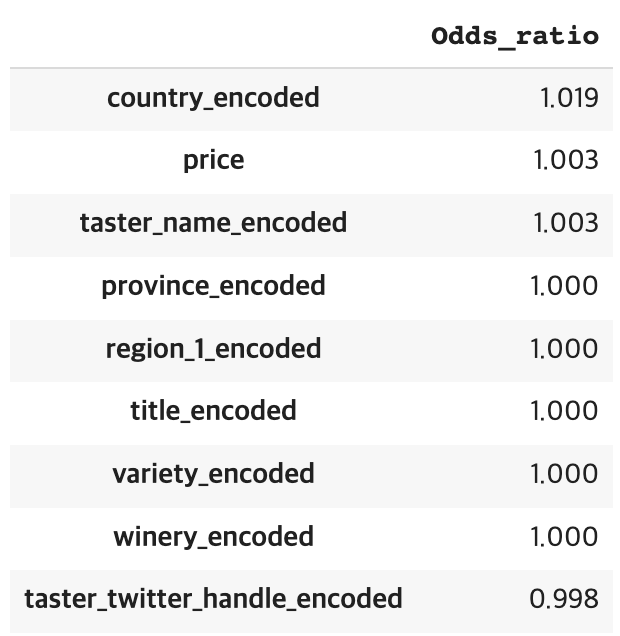 Odds_ratio
country_encoded 1.019
price 1.003
taster_name_encoded 1.003
province_encoded 1.000
region_1_encoded 1.000
title_encoded 1.000
variety_encoded 1.000
winery_encoded 1.000
taster_twitter_handle_encoded 0.998